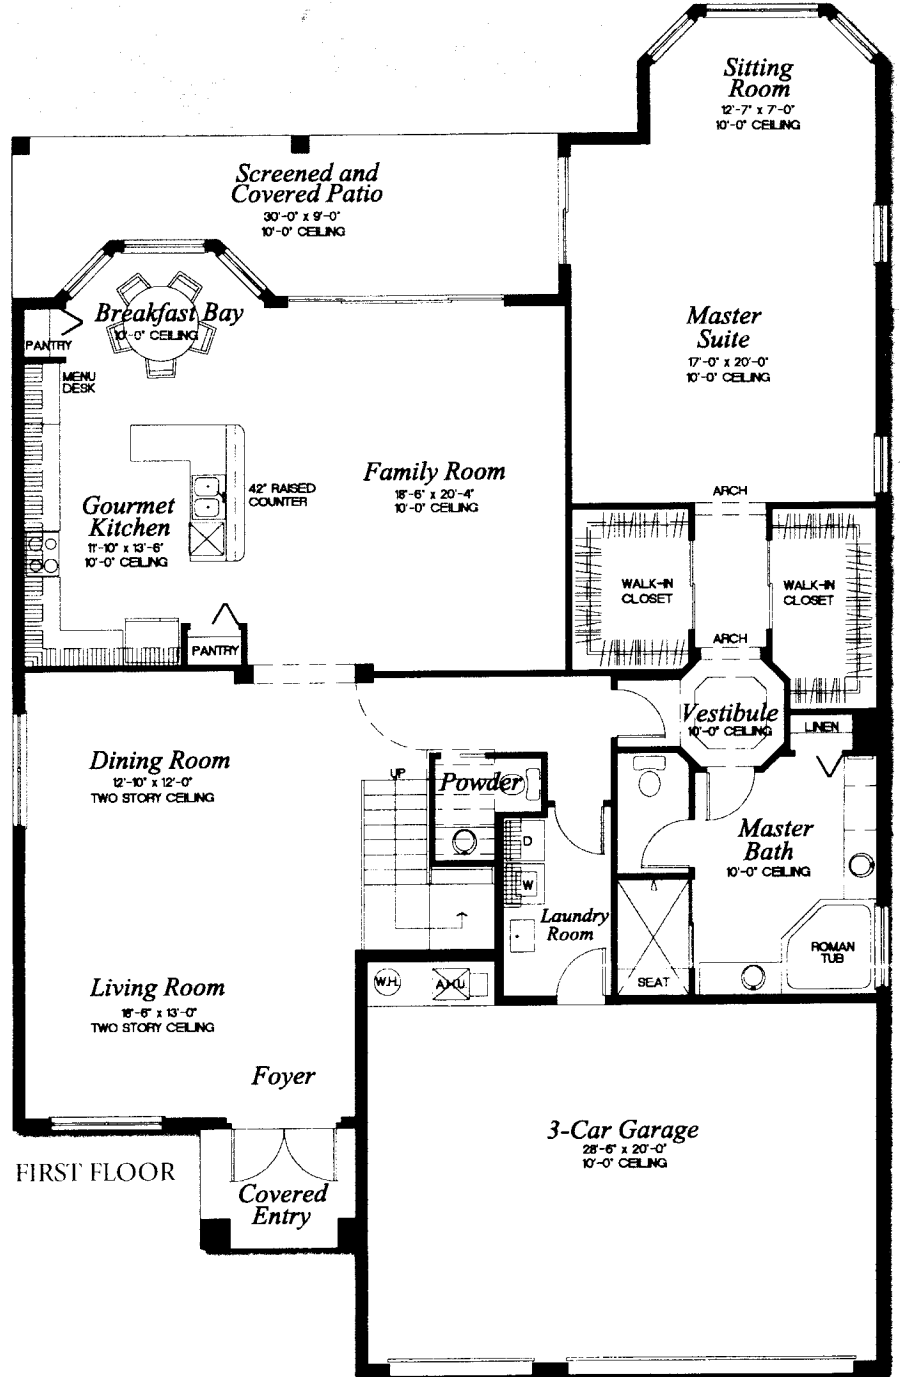 Sitting
Room
12'-7" x 7'-0"
10'-0" CEILING
Screened and
Covered Patio
30'-0" x 9'-0"
10'-0" CEILING
Breakfast Bay
10'-0" CEILING
PANTRY
MENU
DESK
Master
Suite
17'-0" x 20'-0"
10'-0" CEILING
Family Room
18'-6" x 20'-4"
10'-0" CEILING
42" RAISED
COUNTER
Gourmet
Kitchen
11'-10" x 13'-6"
10'-0" CEILING
PANTRY
ARCH
WALK-IN
CLOSET
WALK-IN
CLOSET
ARCH
Vestibule
10'-0" CEILING
LINEN
Dining Room
12'-10" x 12'-0"
TWO STORY CEILING
UP
Powder
D
W
Laundry
Room
Master
Bath
10'-0" CEILING
ROMAN
TUB
SEAT
W.H.
A.H.U.
Living Room
16'-6" x 13'-0"
TWO STORY CEILING
Foyer
3-Car Garage
28'-6" x 20'-0"
10'-0" CEILING
FIRST FLOOR
Covered
Entry